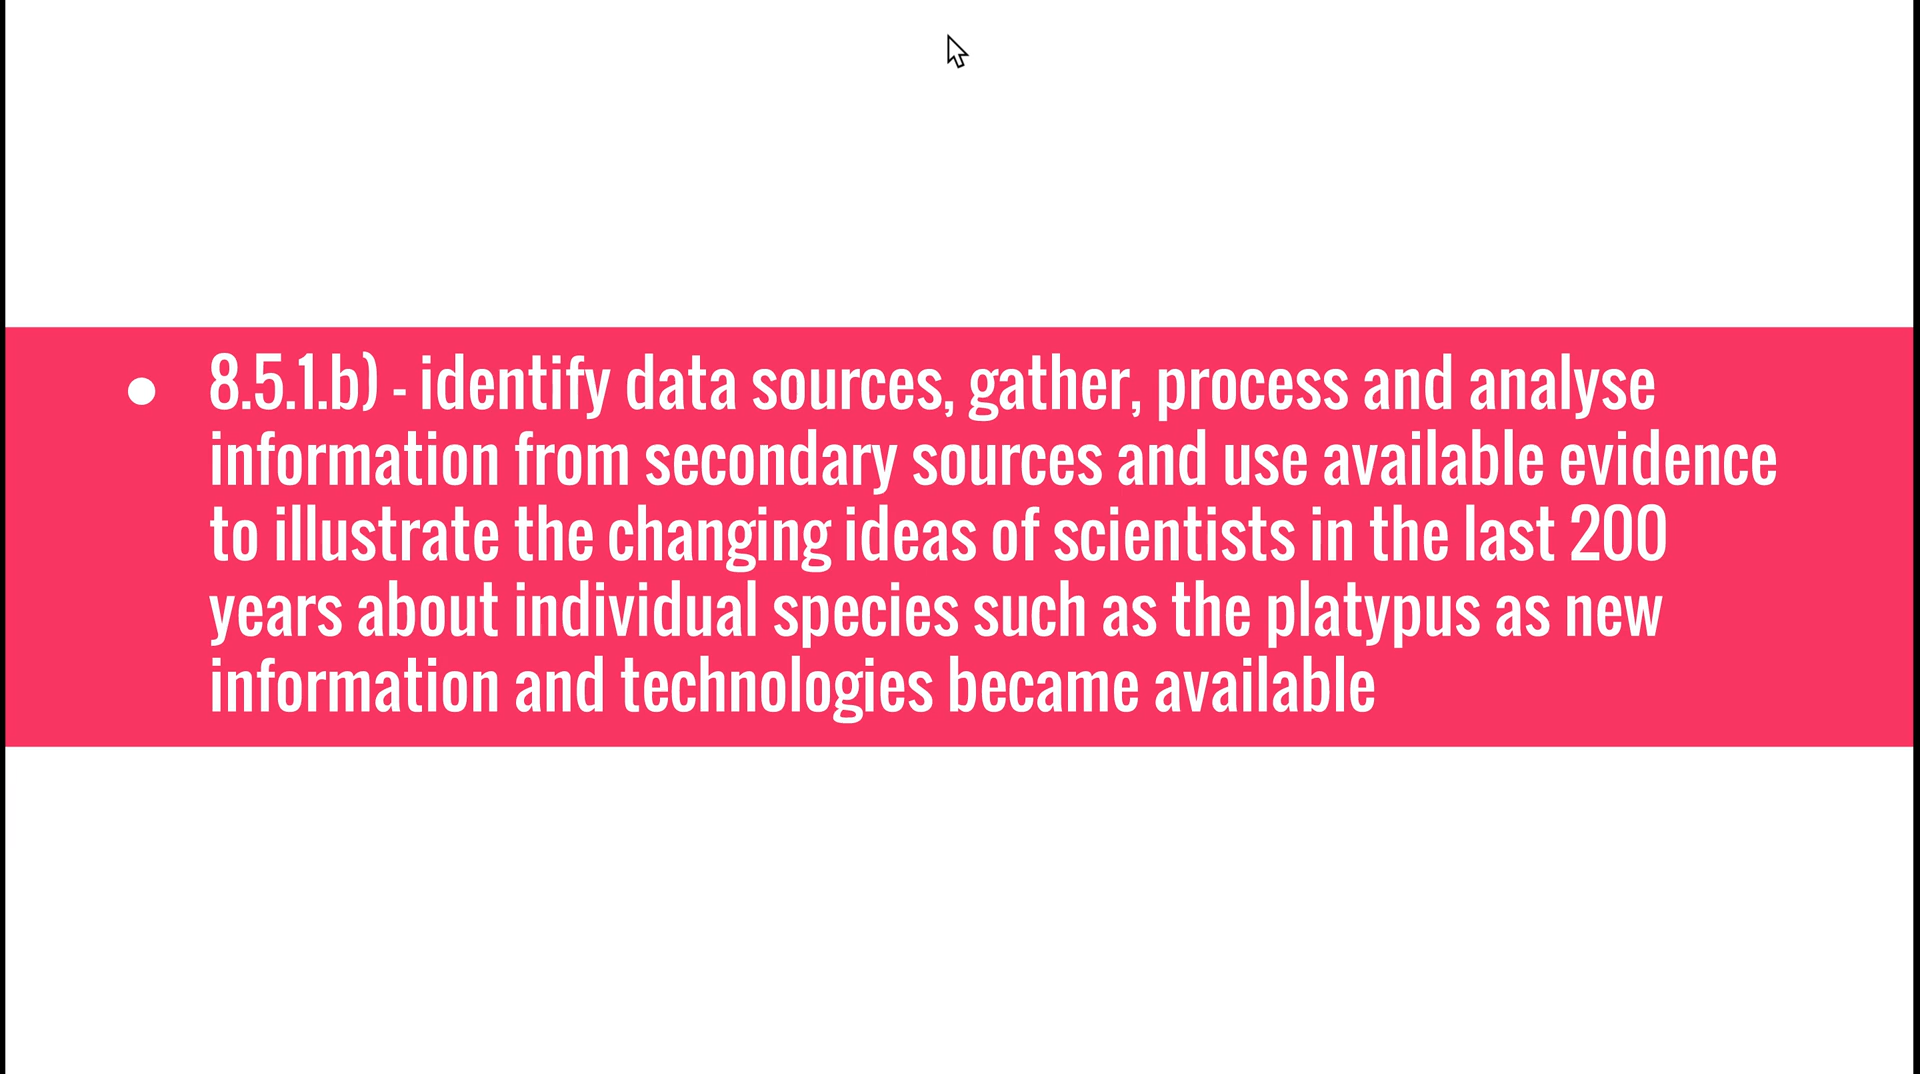 ● 8.5.1.b) - identify data sources, gather, process and analyse
information from secondary sources and use available evidence
to illustrate the changing ideas of scientists in the last 200
years about individual species such as the platypus as new
information and technologies became available